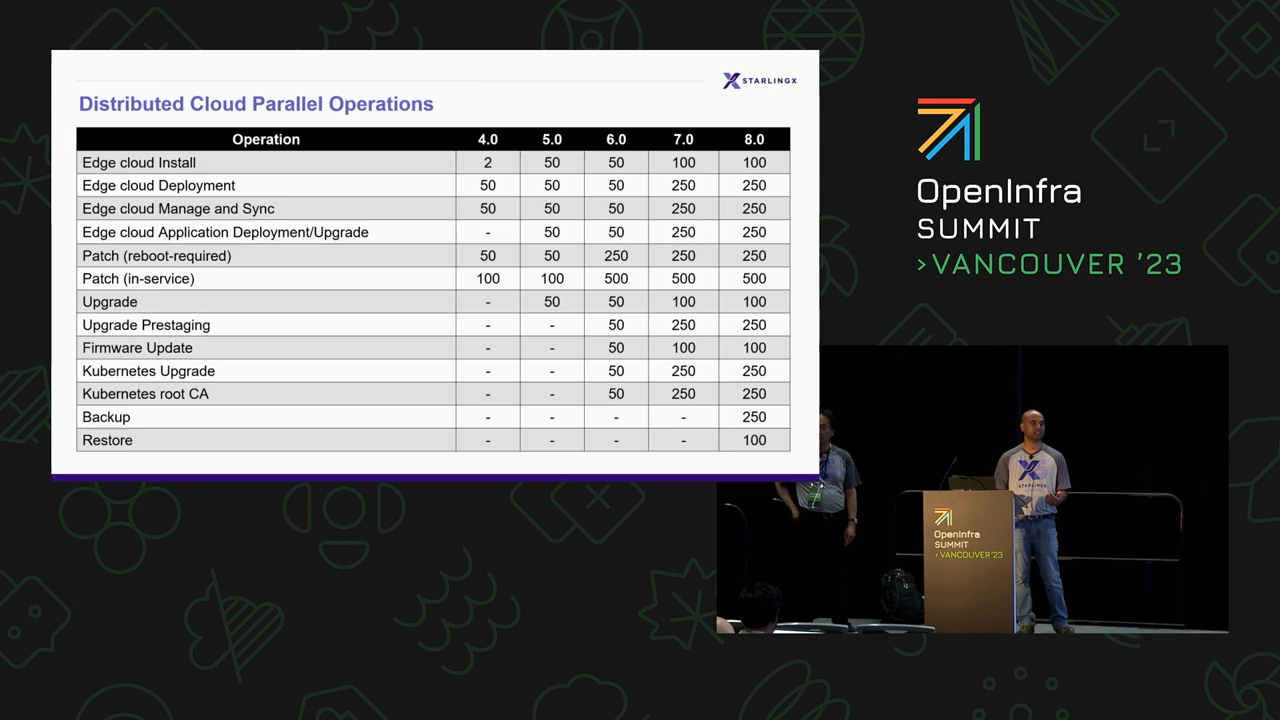 STARLINGX
Distributed Cloud Parallel Operations
Operation 4.0 5.0 6.0 7.0 8.0
Edge cloud Install 2 50 50 100 100
Edge cloud Deployment 50 50 50 250 250
Edge cloud Manage and Sync 50 50 50 250 250
Edge cloud Application Deployment/Upgrade - 50 50 250 250
Patch (reboot-required) 50 50 250 250 250
Patch (in-service) 100 100 500 500 500
Upgrade - 50 50 100 100
Upgrade Prestaging - - 50 250 250
Firmware Update - - 50 100 100
Kubernetes Upgrade - - 50 250 250
Kubernetes root CA - - 50 250 250
Backup - - - - 250
Restore - - - - 100
OpenInfra
SUMMIT
>VANCOUVER '23
STARLINGX
OpenInfra
SUMMIT
>VANCOUVER '23